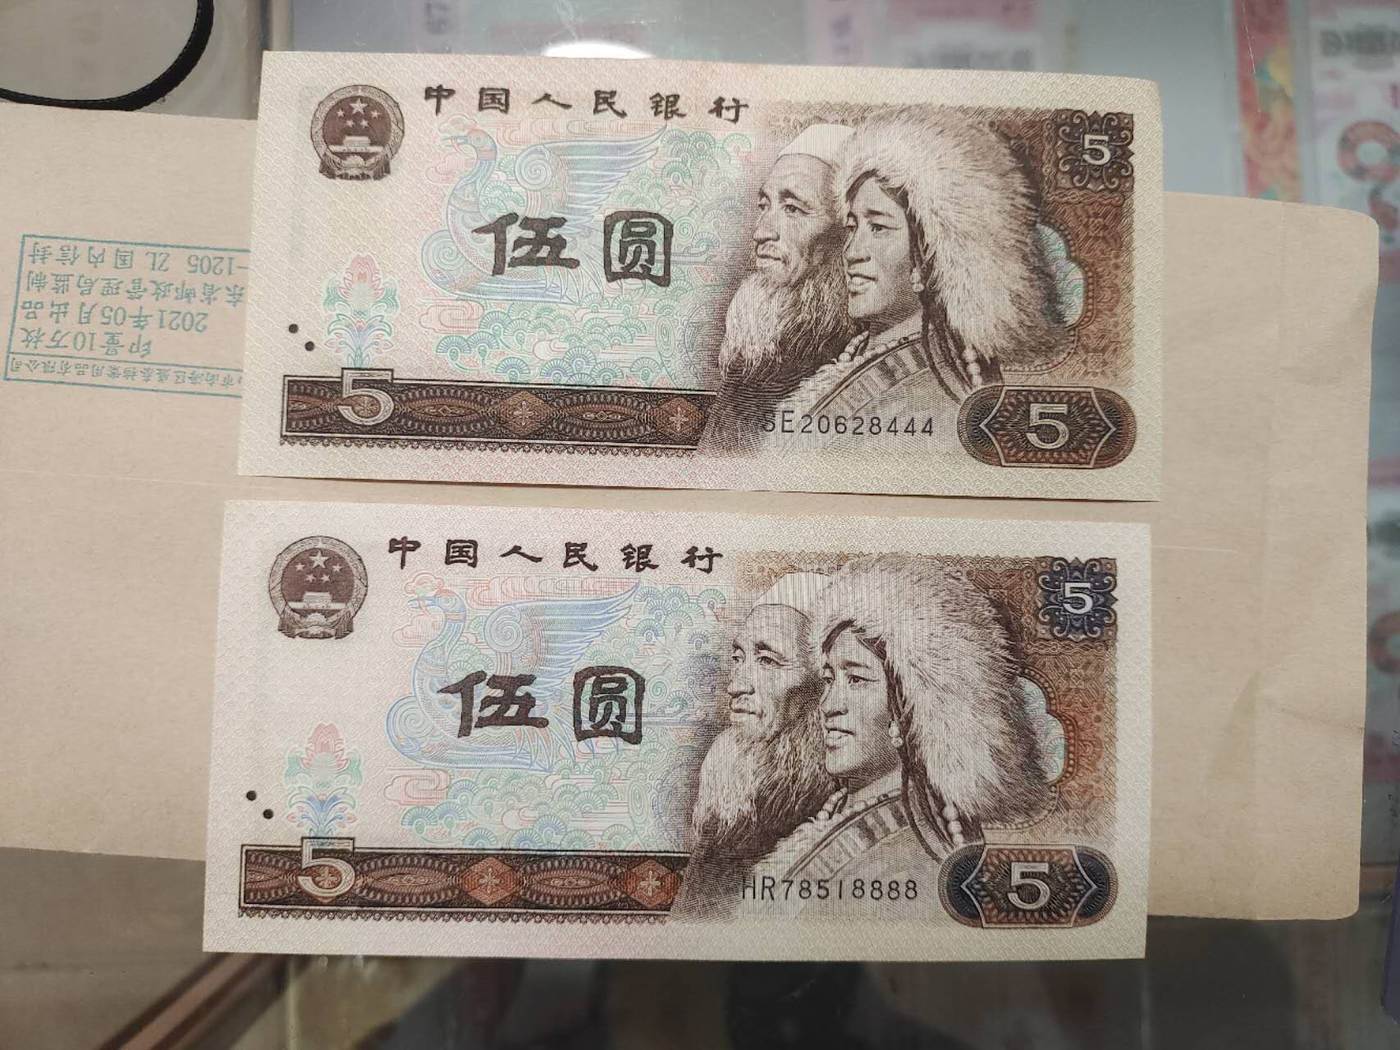 中国人民银行
5
伍圆
5
SE20628444
5
中国人民银行
5
伍圆
5
HR78518888
5
印量10万枚
2021年05月出品
东省邮政管理局监制
-1205 ZL 国内信封